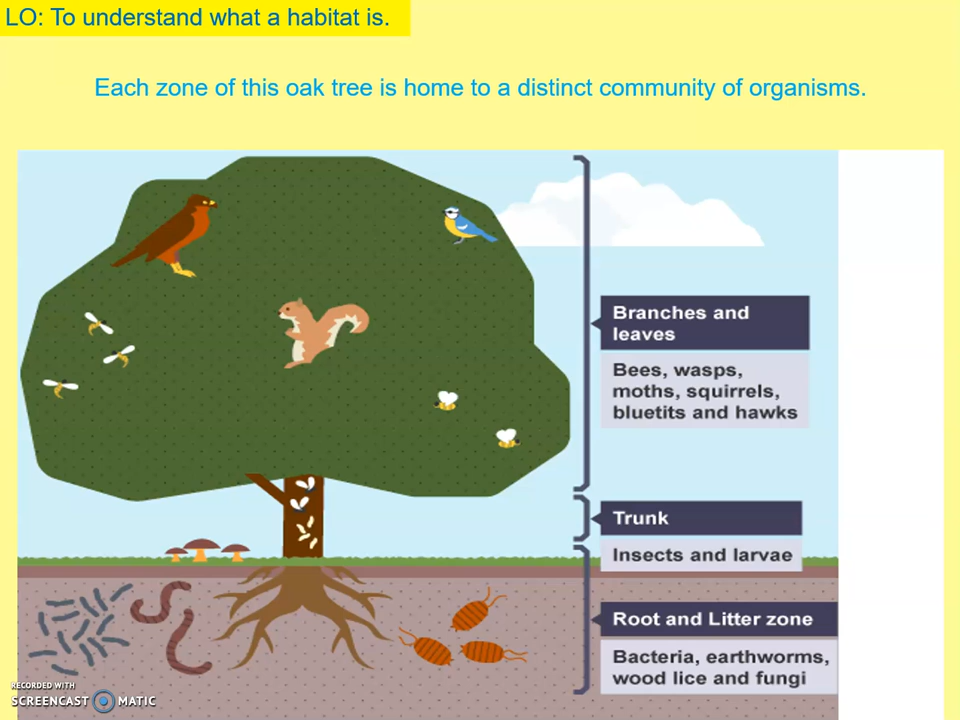 LO: To understand what a habitat is.
Each zone of this oak tree is home to a distinct community of organisms.
Branches and
leaves
Bees, wasps,
moths, squirrels,
bluetits and hawks
Trunk
Insects and larvae
Root and Litter zone
Bacteria, earthworms,
wood lice and fungi
RECORDED WITH
SCREENCAST MATIC